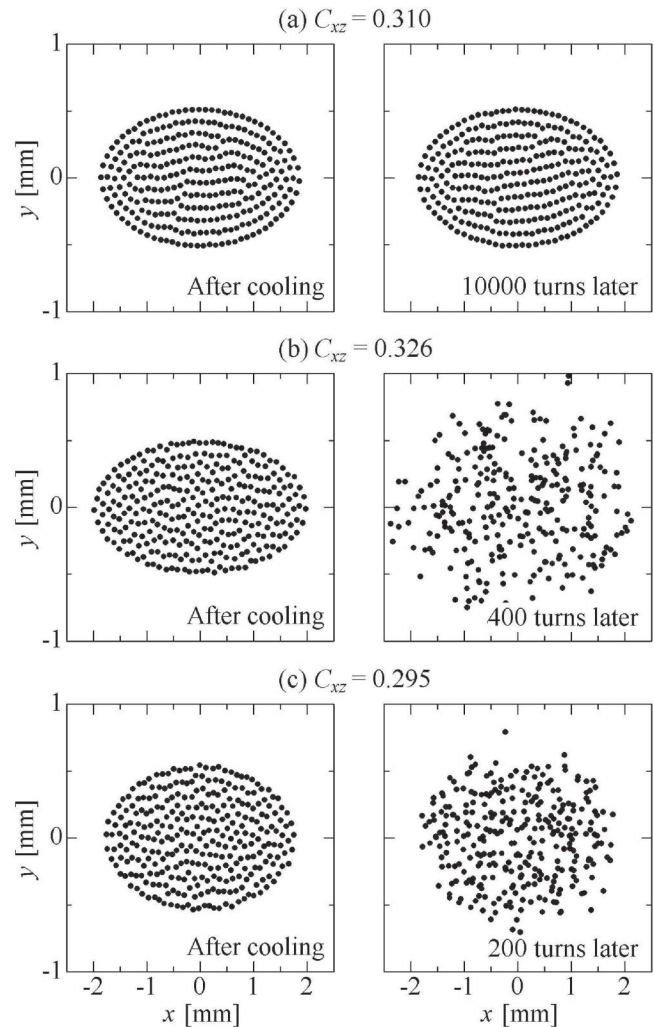 (a) C_xz = 0.310
1
0
-1
y [mm]
After cooling
10000 turns later
(b) C_xz = 0.326
1
0
-1
y [mm]
After cooling
400 turns later
(c) C_xz = 0.295
1
0
-1
y [mm]
After cooling
200 turns later
-2 -1 0 1 2
-2 -1 0 1 2
x [mm]
x [mm]